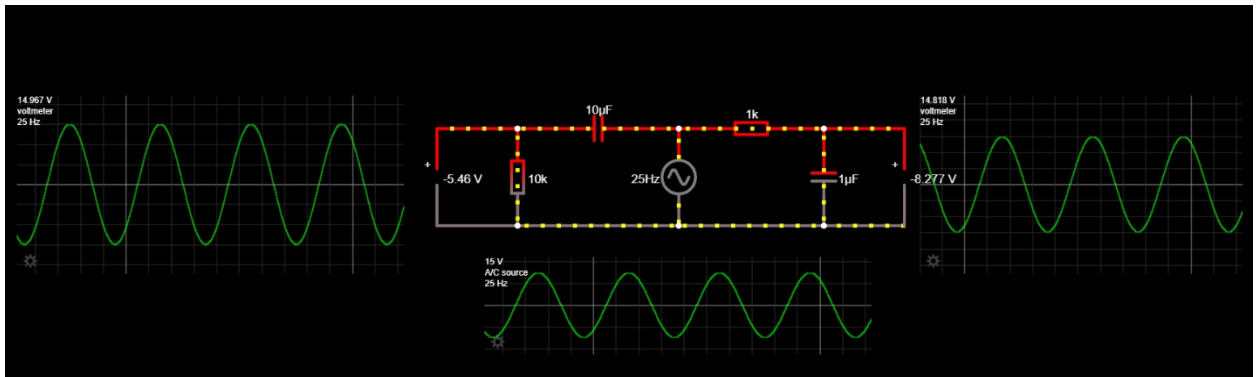 14.967 V
voltmeter
25 Hz
10μF
1k
+
-5.46 V
10k
25Hz
1μF
+
-8.277 V
14.818 V
voltmeter
25 Hz
15 V
A/C source
25 Hz